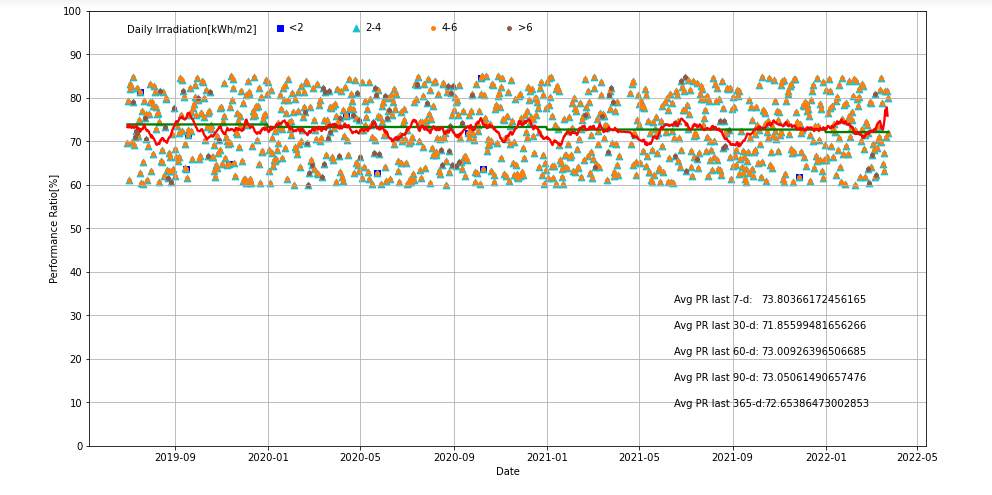 100
Daily Irradiation[kWh/m2] <2 2-4 4-6 >6
90
80
70
60
50
40
30
20
10
0
Performance Ratio[%]
Avg PR last 7-d: 73.80366172456165
Avg PR last 30-d: 71.85599481656266
Avg PR last 60-d: 73.00926396506685
Avg PR last 90-d: 73.05061490657476
Avg PR last 365-d:72.65386473002853
2019-09 2020-01 2020-05 2020-09 2021-01 2021-05 2021-09 2022-01 2022-05
Date